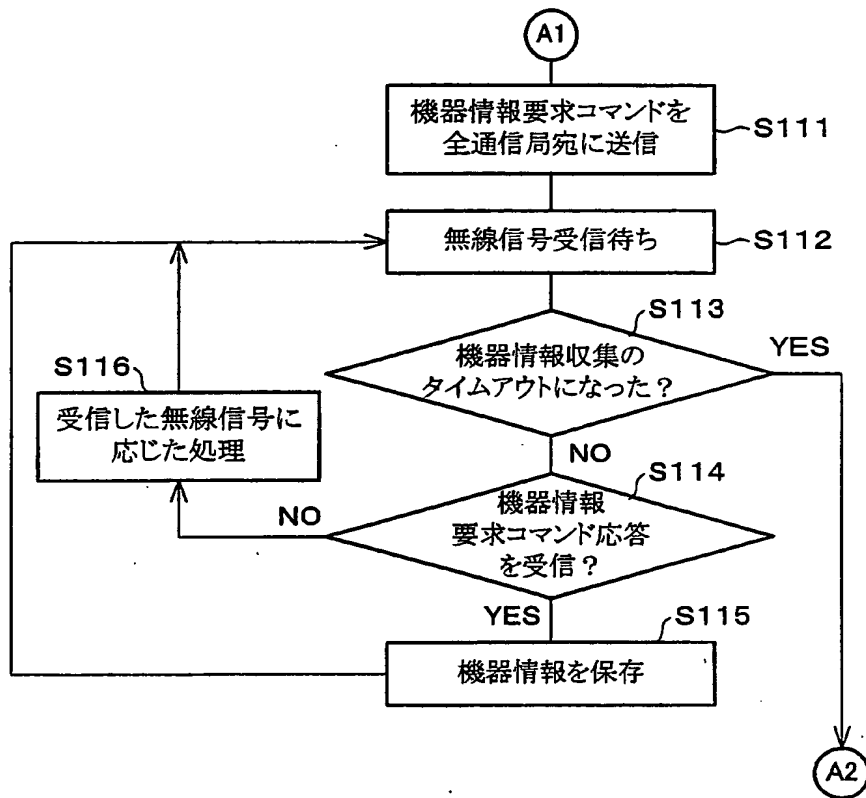 A1
機器情報要求コマンドを
全通信局宛に送信
S111
無線信号受信待ち
S112
S113
機器情報収集の
タイムアウトになった?
YES
S116
受信した無線信号に
応じた処理
NO
S114
機器情報
要求コマンド応答
を受信?
NO
YES
S115
機器情報を保存
A2